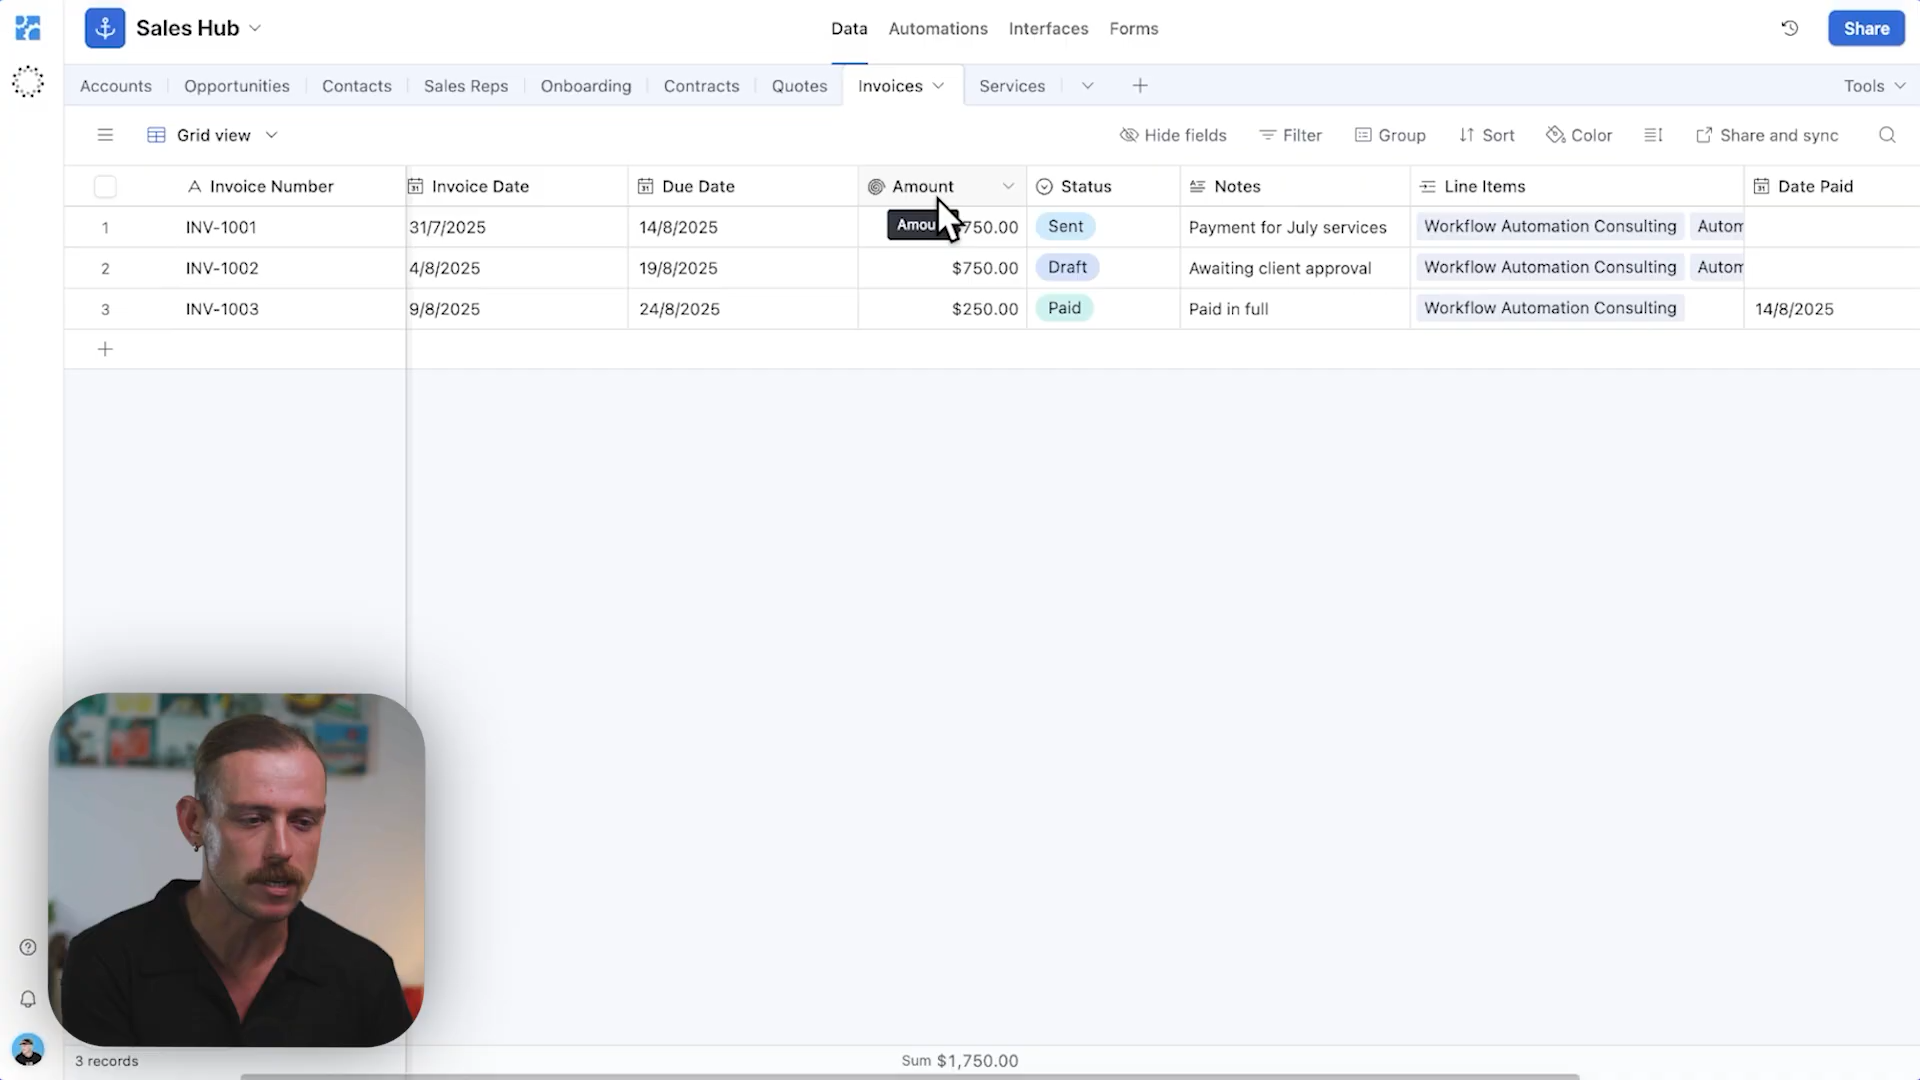 Sales Hub
Data Automations Interfaces Forms
Share
Accounts Opportunities Contacts Sales Reps Onboarding Contracts Quotes Invoices Services
Tools
Grid view
Hide fields Filter Group Sort Color Share and sync
Invoice Number Invoice Date Due Date Amount Status Notes Line Items Date Paid
1 INV-1001 31/7/2025 14/8/2025 750.00 Sent Payment for July services Workflow Automation Consulting Autom
Amou
2 INV-1002 4/8/2025 19/8/2025 $750.00 Draft Awaiting client approval Workflow Automation Consulting Autom
3 INV-1003 9/8/2025 24/8/2025 $250.00 Paid Paid in full Workflow Automation Consulting 14/8/2025
3 records
Sum $1,750.00